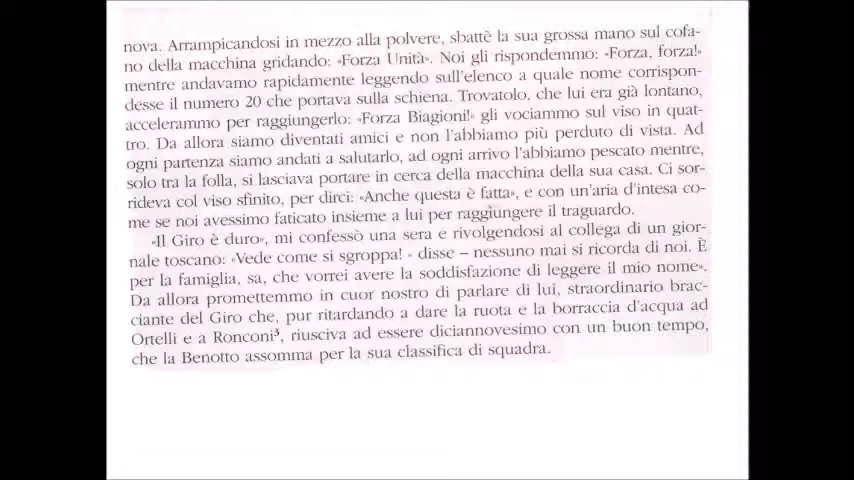 nova. Arrampicandosi in mezzo alla polvere, sbattè la sua grossa mano sul cofa-
no della macchina gridando: «Forza Unità». Noi gli rispondemmo: «Forza, forza!»
mentre andavamo rapidamente leggendo sull'elenco a quale nome corrispon-
desse il numero 20 che portava sulla schiena. Trovatolo, che lui era già lontano,
accelerammo per raggiungerlo: «Forza Biagioni!» gli vociammo sul viso in quat-
tro. Da allora siamo diventati amici e non l'abbiamo più perduto di vista. Ad
ogni partenza siamo andati a salutarlo, ad ogni arrivo l'abbiamo pescato mentre,
solo tra la folla, si lasciava portare in cerca della macchina della sua casa. Ci sor-
rideva col viso sfinito, per dirci: «Anche questa è fatta», e con un'aria d'intesa co-
me se noi avessimo faticato insieme a lui per raggiungere il traguardo.
«Il Giro è duro», mi confessò una sera e rivolgendosi al collega di un gior-
nale toscano: «Vede come si sgroppa! » disse – nessuno mai si ricorda di noi. È
per la famiglia, sa, che vorrei avere la soddisfazione di leggere il mio nome».
Da allora promettemmo in cuor nostro di parlare di lui, straordinario brac-
ciante del Giro che, pur ritardando a dare la ruota e la borraccia d'acqua ad
Ortelli e a Ronconi³, riusciva ad essere diciannovesimo con un buon tempo,
che la Benotto assomma per la sua classifica di squadra.